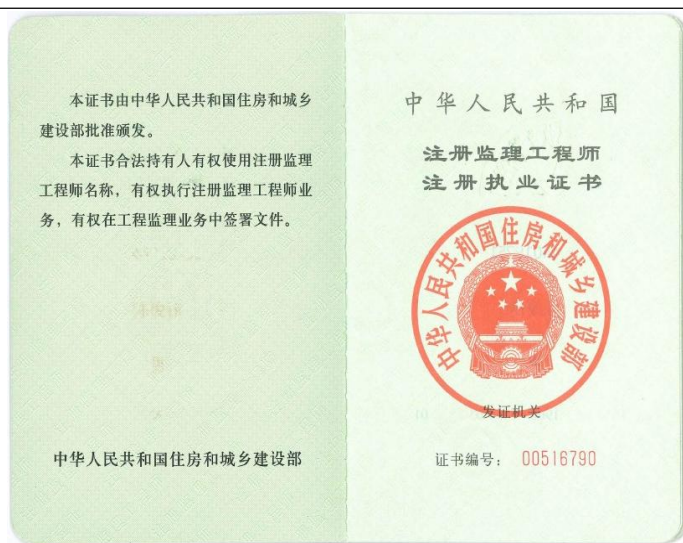 本证书由中华人民共和国住房和城乡
建设部批准颁发。
本证书合法持有人有权使用注册监理
工程师名称，有权执行注册监理工程师业
务，有权在工程监理业务中签署文件。
中华人民共和国住房和城乡建设部
中华人民共和国
注册监理工程师
注册执业证书
中华人民共和国住房和城乡建设部
发证机关
证书编号： 00516790